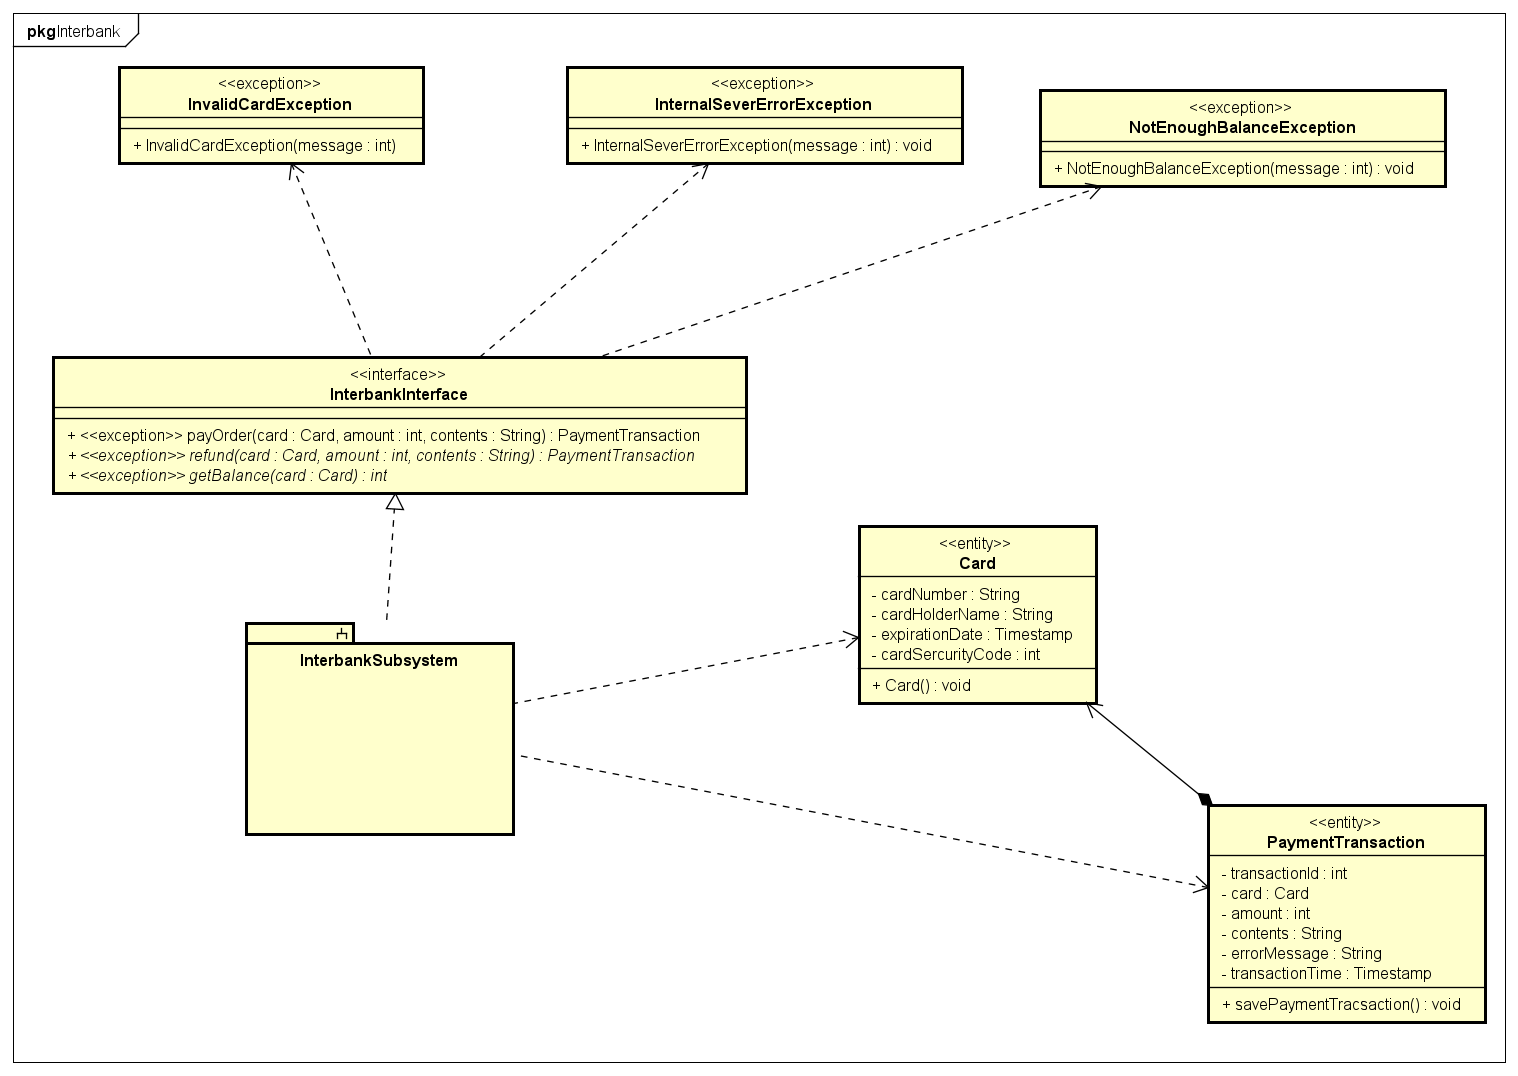 pkgInterbank
<<exception>>
InvalidCardException
+ InvalidCardException(message : int)
<<exception>>
InternalSeverErrorException
+ InternalSeverErrorException(message : int) : void
<<exception>>
NotEnoughBalanceException
+ NotEnoughBalanceException(message : int) : void
<<interface>>
InterbankInterface
+ <<exception>> payOrder(card : Card, amount : int, contents : String) : PaymentTransaction
+ <<exception>> refund(card : Card, amount : int, contents : String) : PaymentTransaction
+ <<exception>> getBalance(card : Card) : int
<<entity>>
Card
- cardNumber : String
- cardHolderName : String
- expirationDate : Timestamp
- cardSercurityCode : int
+ Card() : void
InterbankSubsystem
<<entity>>
PaymentTransaction
- transactionId : int
- card : Card
- amount : int
- contents : String
- errorMessage : String
- transactionTime : Timestamp
+ savePaymentTracsaction() : void